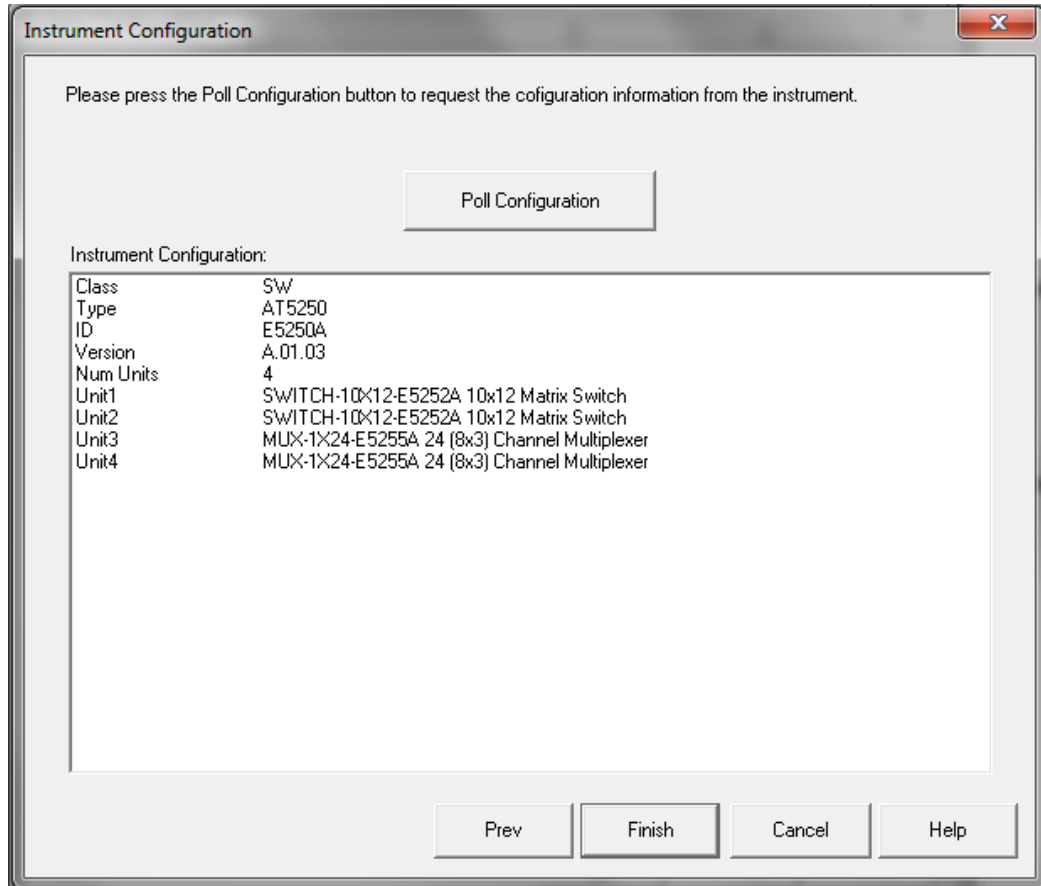 Instrument Configuration
Please press the Poll Configuration button to request the cofiguration information from the instrument.
Poll Configuration
Instrument Configuration:
Class SW
Type AT5250
ID E5250A
Version A.01.03
Num Units 4
Unit1 SWITCH-10X12-E5252A 10x12 Matrix Switch
Unit2 SWITCH-10X12-E5252A 10x12 Matrix Switch
Unit3 MUX-1X24-E5255A 24 (8x3) Channel Multiplexer
Unit4 MUX-1X24-E5255A 24 (8x3) Channel Multiplexer
Prev Finish Cancel Help